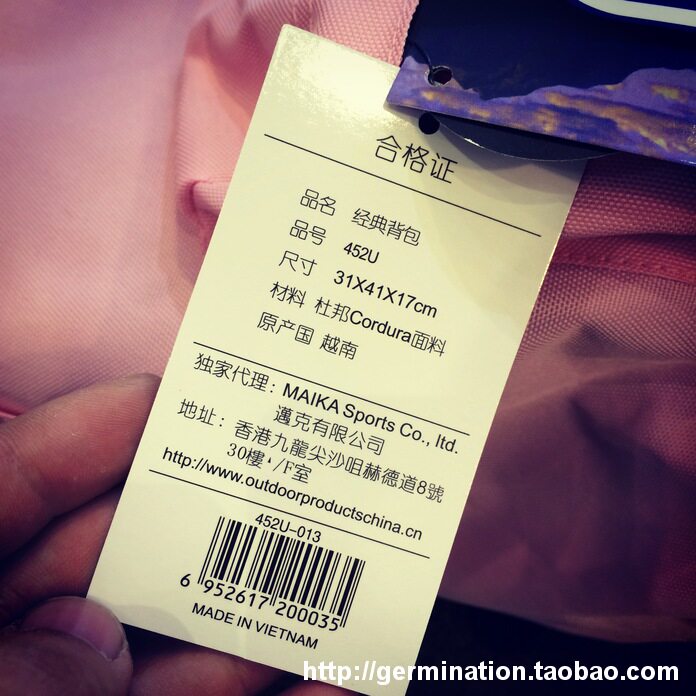 合格证
品名 经典背包
品号 452U
尺寸 31X41X17cm
材料 杜邦Cordura面料
原产国 越南
独家代理：MAIKA Sports Co., ltd.
邁克有限公司
地址：香港九龍尖沙咀赫德道8號
30樓‘/F室
http://www.outdoorproductschina.cn
452U-013
6 952617 200035
MADE IN VIETNAM
http://germination.taobao.com